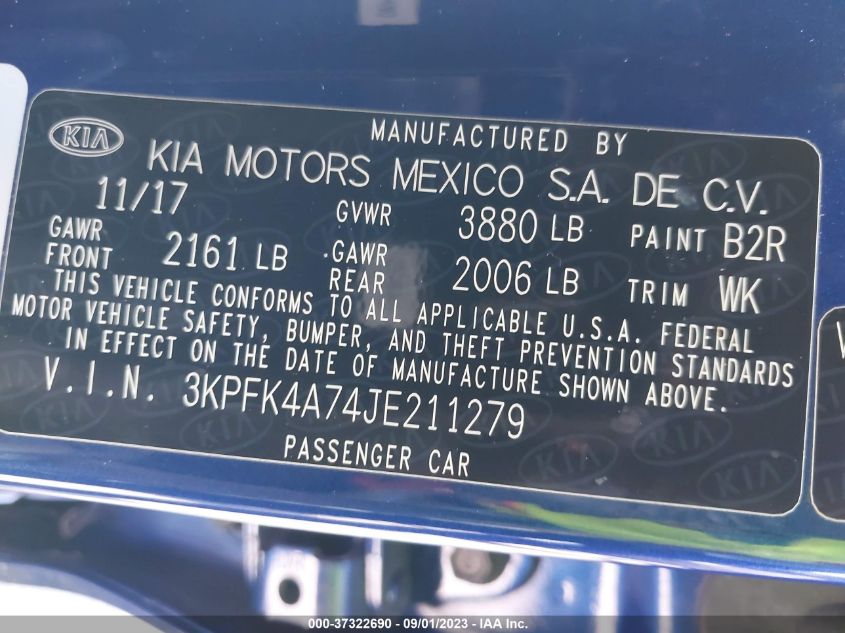 KIA
MANUFACTURED BY
KIA MOTORS MEXICO S.A. DE C.V.
11/17 GVWR 3880 LB PAINT B2R
GAWR FRONT 2161 LB GAWR REAR 2006 LB TRIM WK
THIS VEHICLE CONFORMS TO ALL APPLICABLE U.S.A. FEDERAL
MOTOR VEHICLE SAFETY, BUMPER, AND THEFT PREVENTION STANDARDS
IN EFFECT ON THE DATE OF MANUFACTURE SHOWN ABOVE.
V.I.N. 3KPFK4A74JE211279
PASSENGER CAR
000-37322690 - 09/01/2023 - IAA Inc.